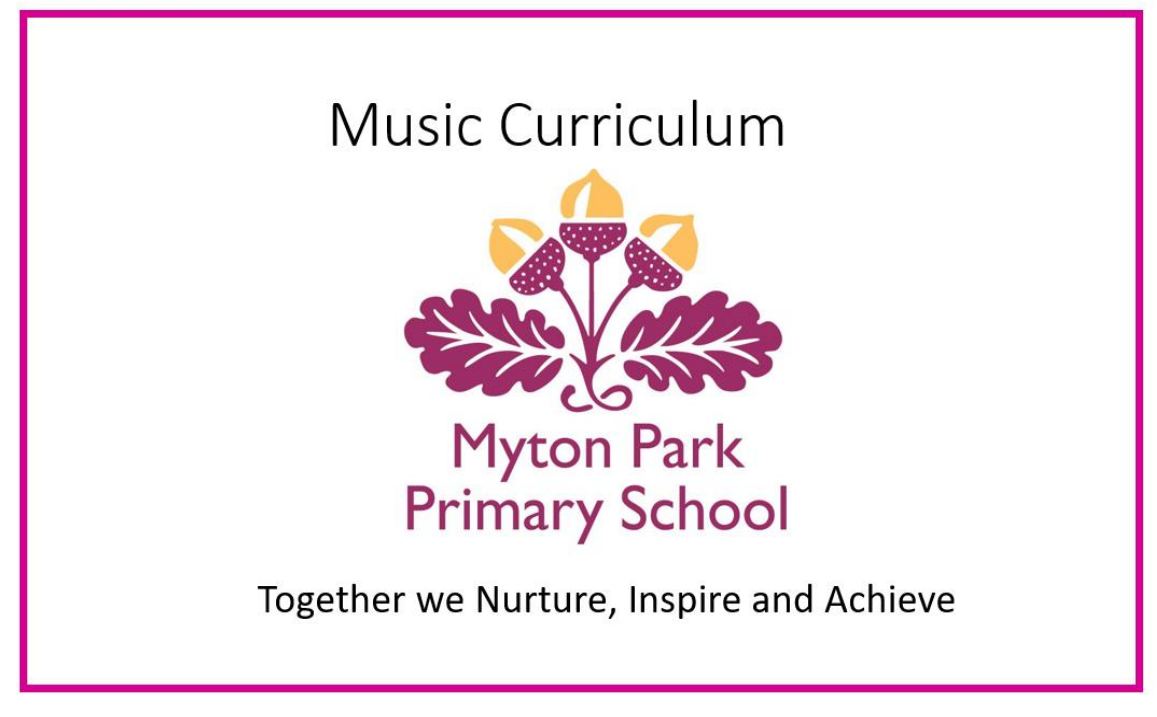 Music Curriculum
Myton Park
Primary School
Together we Nurture, Inspire and Achieve